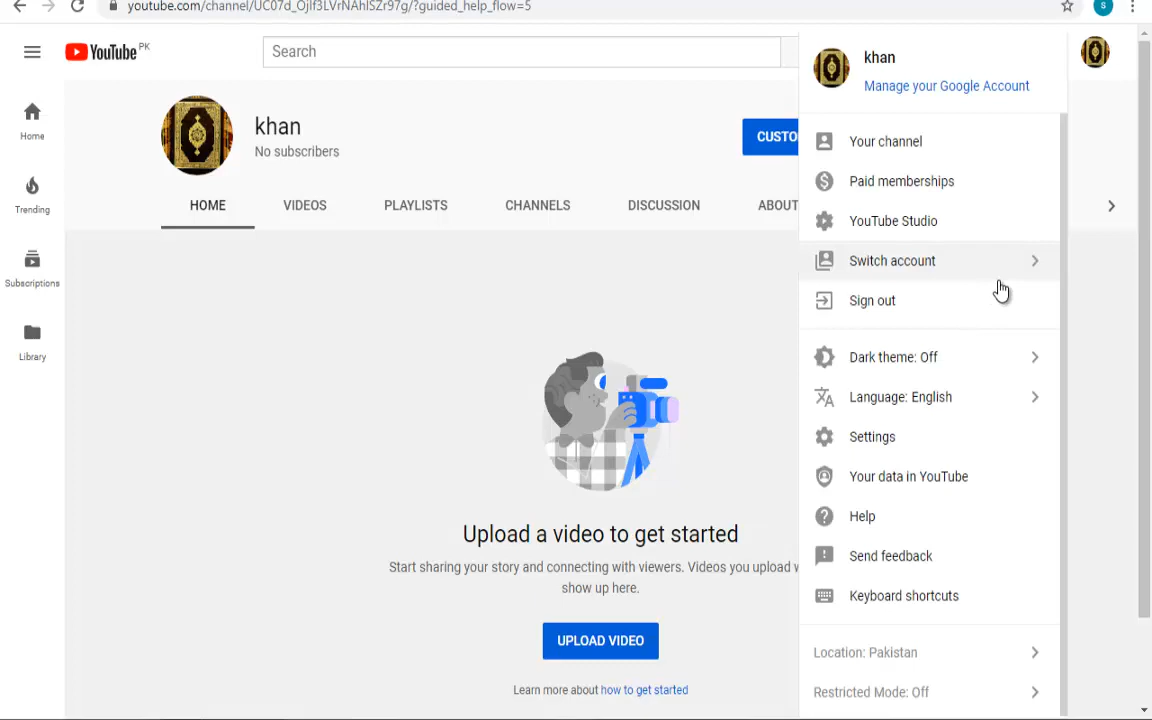 youtube.com/channel/UC07d_OjIf3LVrNAhlSZr97g/?guided_help_flow=5
S
YouTube PK
Search
khan
Manage your Google Account
Home
Trending
Subscriptions
Library
khan
No subscribers
CUSTO
HOME
VIDEOS
PLAYLISTS
CHANNELS
DISCUSSION
ABOUT
Your channel
Paid memberships
YouTube Studio
Switch account
Sign out
Dark theme: Off
Language: English
Settings
Your data in YouTube
Help
Send feedback
Keyboard shortcuts
Location: Pakistan
Restricted Mode: Off
Upload a video to get started
Start sharing your story and connecting with viewers. Videos you upload w
show up here.
UPLOAD VIDEO
Learn more about how to get started